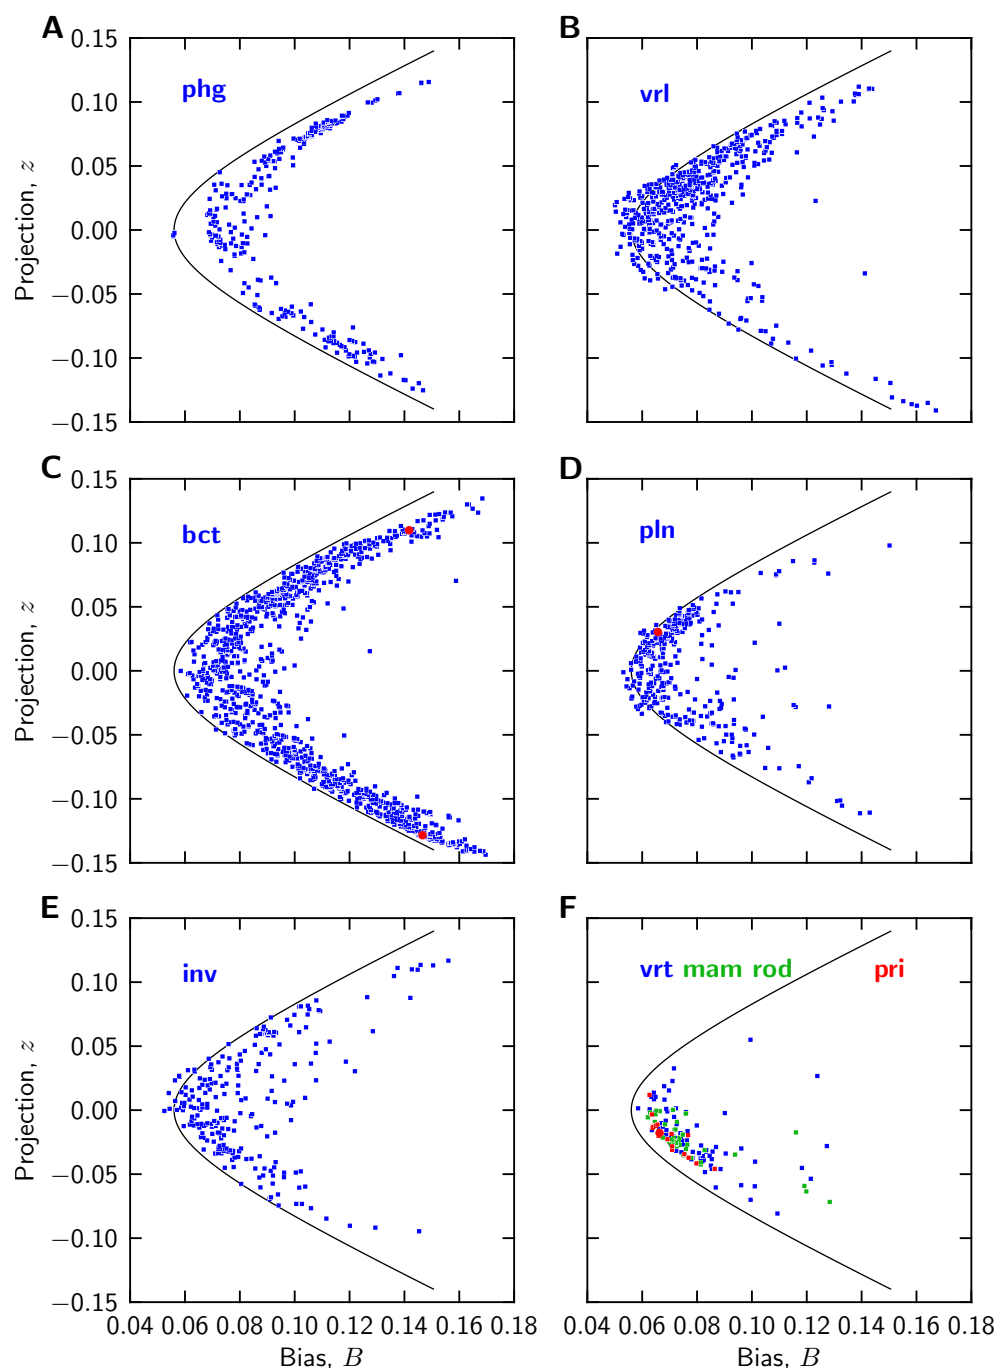 A
B
0.15
0.10
0.05
0.00
−0.05
−0.10
−0.15
Projection, z
phg
vrl
C
D
0.15
0.10
0.05
0.00
−0.05
−0.10
−0.15
Projection, z
bct
pln
E
F
0.15
0.10
0.05
0.00
−0.05
−0.10
−0.15
Projection, z
inv
vrt mam rod pri
0.04 0.06 0.08 0.10 0.12 0.14 0.16 0.18
Bias, B
0.04 0.06 0.08 0.10 0.12 0.14 0.16 0.18
Bias, B